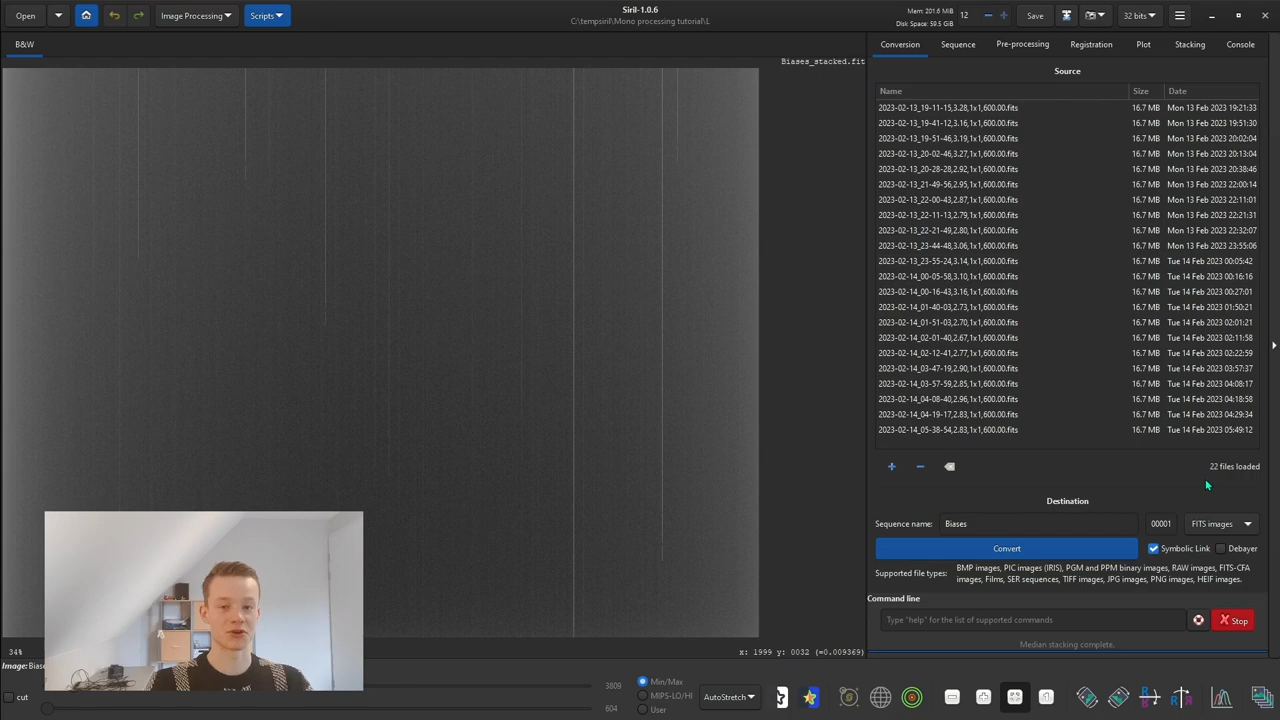 Open
Image Processing
Scripts
Siril-1.0.6
C:\tempsiril\Mono processing tutorial\L
Mem: 201.6 MiB
Disk Space: 59.5 GiB
12
Save
32 bits
B&W
Biases_stacked.fit
Conversion Sequence Pre-processing Registration Plot Stacking Console
Source
Name Size Date
2023-02-13_19-11-15,3.28,1x1,600.00.fits 16.7 MB Mon 13 Feb 2023 19:21:33
2023-02-13_19-41-12,3.16,1x1,600.00.fits 16.7 MB Mon 13 Feb 2023 19:51:30
2023-02-13_19-51-46,3.19,1x1,600.00.fits 16.7 MB Mon 13 Feb 2023 20:02:04
2023-02-13_20-02-46,3.27,1x1,600.00.fits 16.7 MB Mon 13 Feb 2023 20:13:04
2023-02-13_20-28-28,2.95,1x1,600.00.fits 16.7 MB Mon 13 Feb 2023 20:38:46
2023-02-13_21-49-56,2.95,1x1,600.00.fits 16.7 MB Mon 13 Feb 2023 22:00:14
2023-02-13_22-00-43,2.87,1x1,600.00.fits 16.7 MB Mon 13 Feb 2023 22:11:01
2023-02-13_22-11-13,2.79,1x1,600.00.fits 16.7 MB Mon 13 Feb 2023 22:21:31
2023-02-13_22-21-49,2.80,1x1,600.00.fits 16.7 MB Mon 13 Feb 2023 22:32:07
2023-02-13_23-44-48,3.06,1x1,600.00.fits 16.7 MB Mon 13 Feb 2023 23:55:06
2023-02-13_23-55-24,3.14,1x1,600.00.fits 16.7 MB Tue 14 Feb 2023 00:05:42
2023-02-14_00-05-58,3.10,1x1,600.00.fits 16.7 MB Tue 14 Feb 2023 00:16:16
2023-02-14_00-16-43,3.16,1x1,600.00.fits 16.7 MB Tue 14 Feb 2023 00:27:01
2023-02-14_01-40-03,2.73,1x1,600.00.fits 16.7 MB Tue 14 Feb 2023 01:50:21
2023-02-14_01-51-03,2.70,1x1,600.00.fits 16.7 MB Tue 14 Feb 2023 02:01:21
2023-02-14_02-01-40,2.67,1x1,600.00.fits 16.7 MB Tue 14 Feb 2023 02:11:58
2023-02-14_02-12-41,2.77,1x1,600.00.fits 16.7 MB Tue 14 Feb 2023 02:22:59
2023-02-14_03-47-19,2.90,1x1,600.00.fits 16.7 MB Tue 14 Feb 2023 03:57:37
2023-02-14_03-57-59,2.85,1x1,600.00.fits 16.7 MB Tue 14 Feb 2023 04:08:17
2023-02-14_04-08-40,2.96,1x1,600.00.fits 16.7 MB Tue 14 Feb 2023 04:18:58
2023-02-14_04-19-17,2.83,1x1,600.00.fits 16.7 MB Tue 14 Feb 2023 04:29:34
2023-02-14_05-38-54,2.83,1x1,600.00.fits 16.7 MB Tue 14 Feb 2023 05:49:12
22 files loaded
Destination
Sequence name: Biases 00001 FITS images
Convert Symbolic Link Debayer
Supported file types: BMP images, PIC images (IRIS), PGM and PPM binary images, RAW images, FITS-CFA
images, Films, SER sequences, TIFF images, JPG images, PNG images, HEIF images.
Command line
Type "help" for the list of supported commands
Stop
Median stacking complete.
34%
x: 1999 y: 0032 (=0.009369)
Image: Bias
cut
3809
604
Min/Max
MIPS-LO/HI
User
AutoStretch